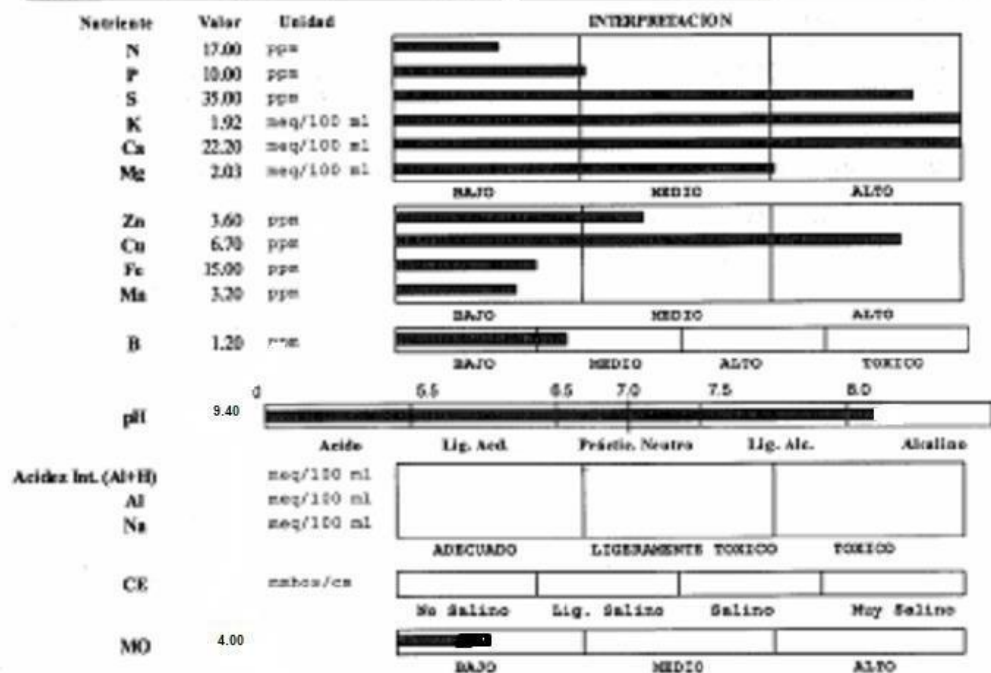 Nutriente Valor Unidad INTERPRETACION
N 17.00 ppm
P 10.00 ppm
S 35.00 ppm
K 1.92 meq/100 ml
Ca 22.20 meq/100 ml
Mg 2.03 meq/100 ml
BAJO MEDIO ALTO
Zn 3.60 ppm
Cu 6.70 ppm
Fe 15.00 ppm
Mn 3.20 ppm
BAJO MEDIO ALTO
B 1.20 ppm
BAJO MEDIO ALTO TOXICO
5.5 6.5 7.0 7.5 8.0
pH 9.40
Acido Lig. Acd. Práctic. Neutro Lig. Alc. Alcalino
Acidez Int. (Al+H) meq/100 ml
Al meq/100 ml
Na meq/100 ml
ADECUADO LIGERAMENTE TOXICO TOXICO
CE mmhos/cm
No Salino Lig. Salino Salino Muy Salino
MO 4.00
BAJO MEDIO ALTO